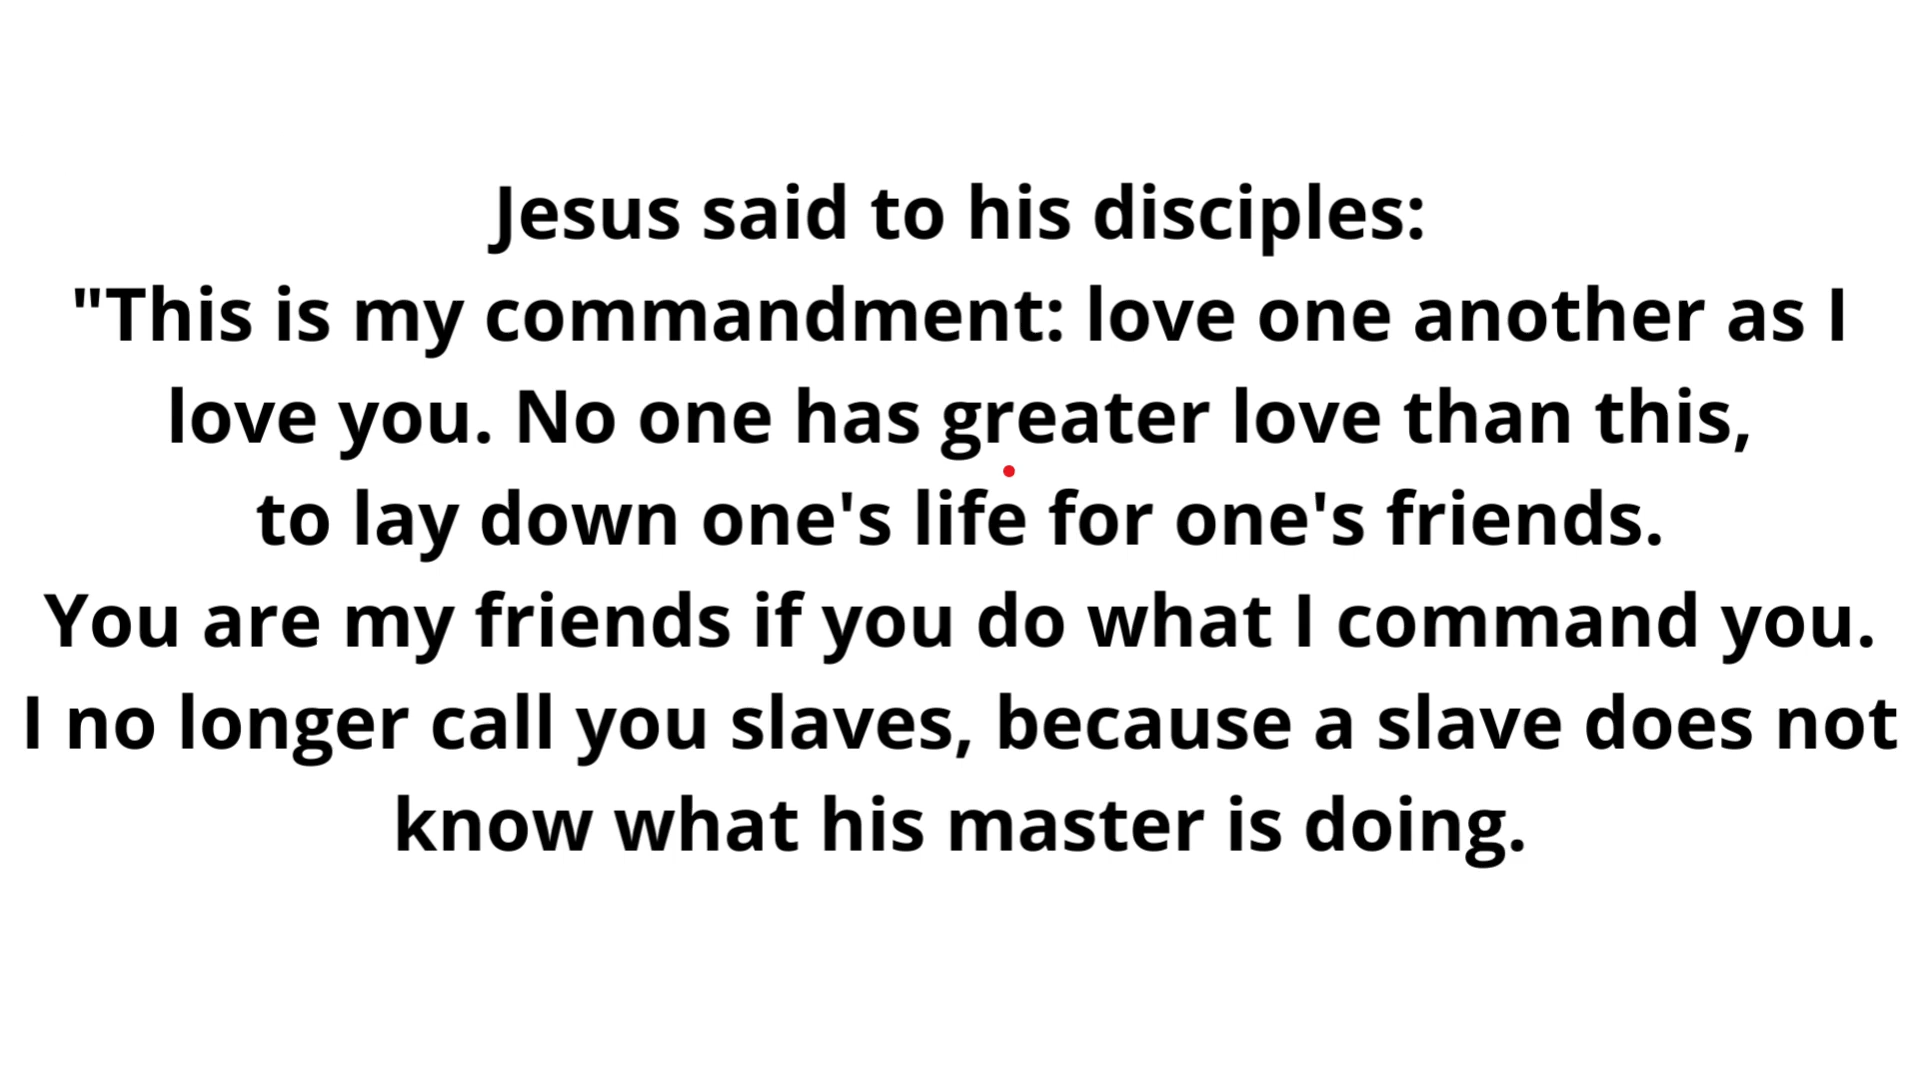 Jesus said to his disciples:
"This is my commandment: love one another as I
love you. No one has greater love than this,
to lay down one's life for one's friends.
You are my friends if you do what I command you.
I no longer call you slaves, because a slave does not
know what his master is doing.